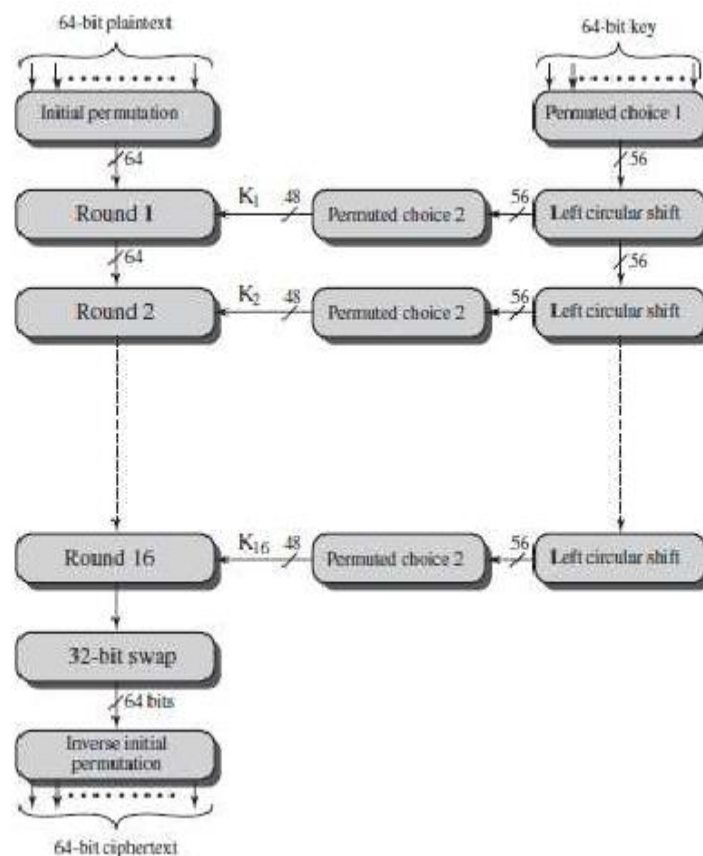 64-bit plaintext
64-bit key
Initial permutation
Permuted choice 1
64
56
Round 1
K1
48
Permuted choice 2
56
Left circular shift
64
56
Round 2
K2
48
Permuted choice 2
56
Left circular shift
Round 16
K16
48
Permuted choice 2
56
Left circular shift
32-bit swap
64 bits
Inverse initial
permutation
64-bit ciphertext